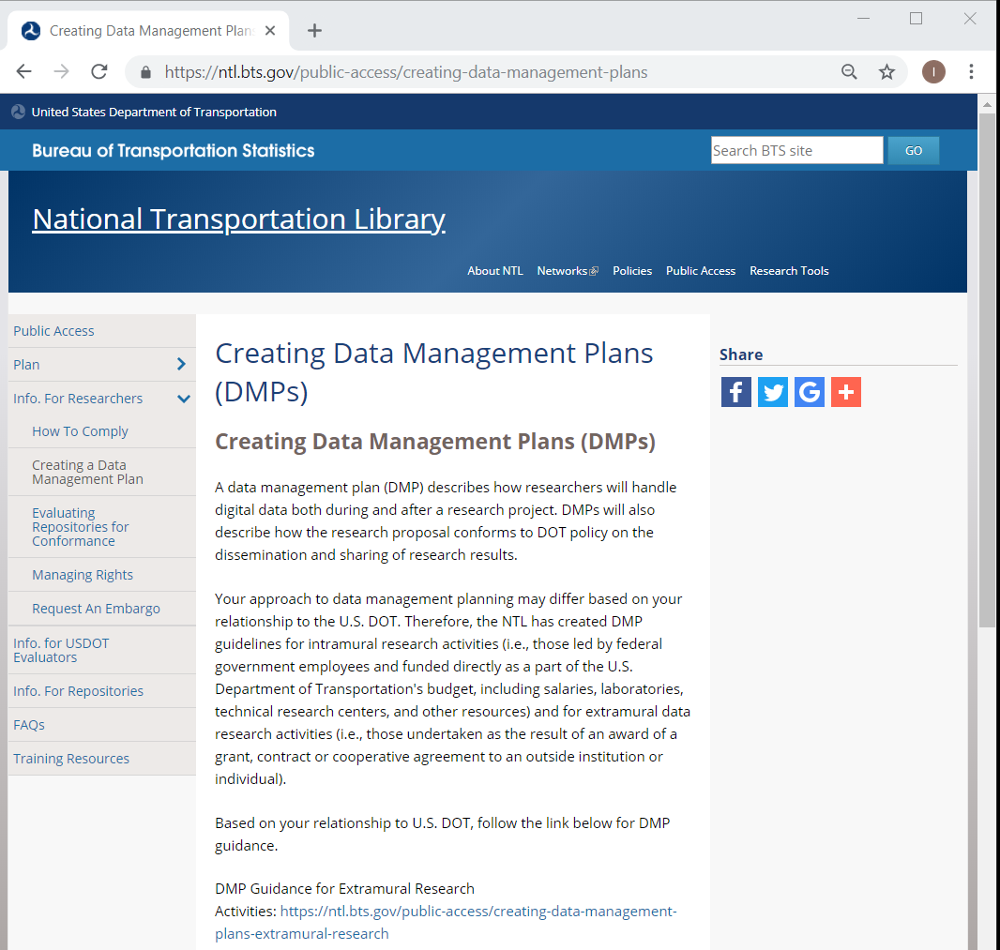 Creating Data Management Plan
https://ntl.bts.gov/public-access/creating-data-management-plans
I
United States Department of Transportation
Bureau of Transportation Statistics
Search BTS site
GO
National Transportation Library
About NTL Networks Policies Public Access Research Tools
Public Access
Plan
Info. For Researchers
How To Comply
Creating a Data
Management Plan
Evaluating
Repositories for
Conformance
Managing Rights
Request An Embargo
Info. for USDOT
Evaluators
Info. For Repositories
FAQs
Training Resources
Creating Data Management Plans
(DMPs)
Creating Data Management Plans (DMPs)
A data management plan (DMP) describes how researchers will handle
digital data both during and after a research project. DMPs will also
describe how the research proposal conforms to DOT policy on the
dissemination and sharing of research results.
Your approach to data management planning may differ based on your
relationship to the U.S. DOT. Therefore, the NTL has created DMP
guidelines for intramural research activities (i.e., those led by federal
government employees and funded directly as a part of the U.S.
Department of Transportation's budget, including salaries, laboratories,
technical research centers, and other resources) and for extramural data
research activities (i.e., those undertaken as the result of an award of a
grant, contract or cooperative agreement to an outside institution or
individual).
Based on your relationship to U.S. DOT, follow the link below for DMP
guidance.
DMP Guidance for Extramural Research
Activities: https://ntl.bts.gov/public-access/creating-data-management-
plans-extramural-research
Share